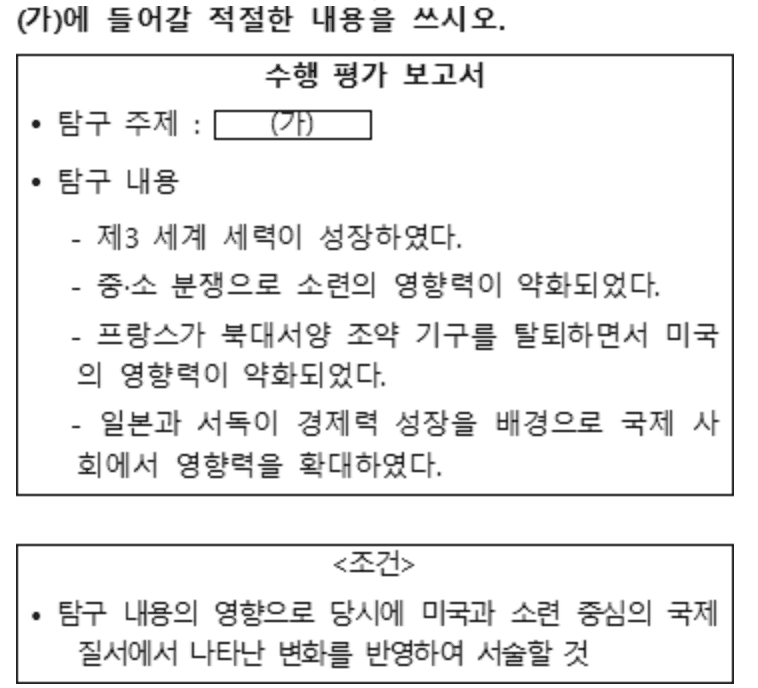 (가)에 들어갈 적절한 내용을 쓰시오.
수행 평가 보고서
• 탐구 주제 : (가)
• 탐구 내용
- 제3 세계 세력이 성장하였다.
- 중·소 분쟁으로 소련의 영향력이 약화되었다.
- 프랑스가 북대서양 조약 기구를 탈퇴하면서 미국
의 영향력이 약화되었다.
- 일본과 서독이 경제력 성장을 배경으로 국제 사
회에서 영향력을 확대하였다.
<조건>
• 탐구 내용의 영향으로 당시에 미국과 소련 중심의 국제
질서에서 나타난 변화를 반영하여 서술할 것